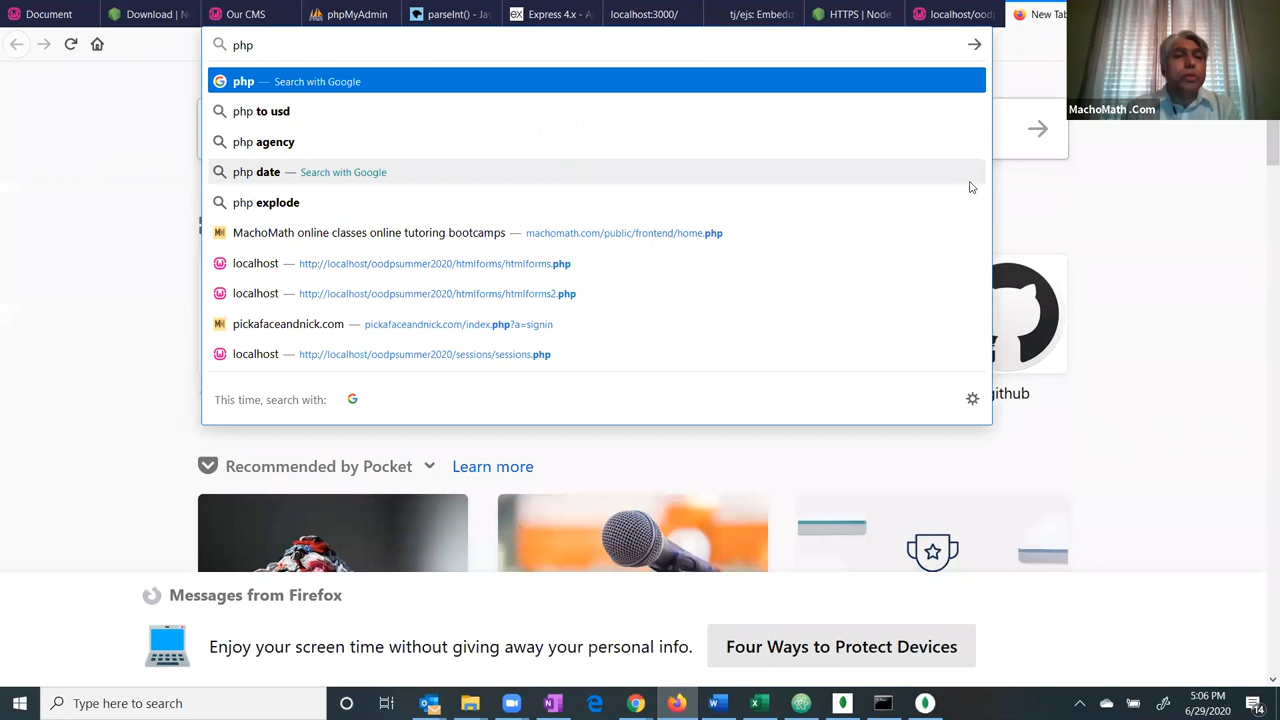 Document
Download | N
Our CMS
phpMyAdmin
parseInt() - Jav
Express 4.x - A
localhost:3000/
tj/ejs: Embedd
HTTPS | Node
localhost/oodp
New Tab
php
php — Search with Google
php to usd
php agency
php date — Search with Google
php explode
MachoMath online classes online tutoring bootcamps — machomath.com/public/frontend/home.php
localhost — http://localhost/oodpsummer2020/htmlforms/htmlforms.php
localhost — http://localhost/oodpsummer2020/htmlforms/htmlforms2.php
pickafaceandnick.com — pickafaceandnick.com/index.php?a=signin
localhost — http://localhost/oodpsummer2020/sessions/sessions.php
This time, search with:
MachoMath .Com
github
Recommended by Pocket
Learn more
Messages from Firefox
Enjoy your screen time without giving away your personal info.
Four Ways to Protect Devices
Type here to search
5:06 PM
6/29/2020
14